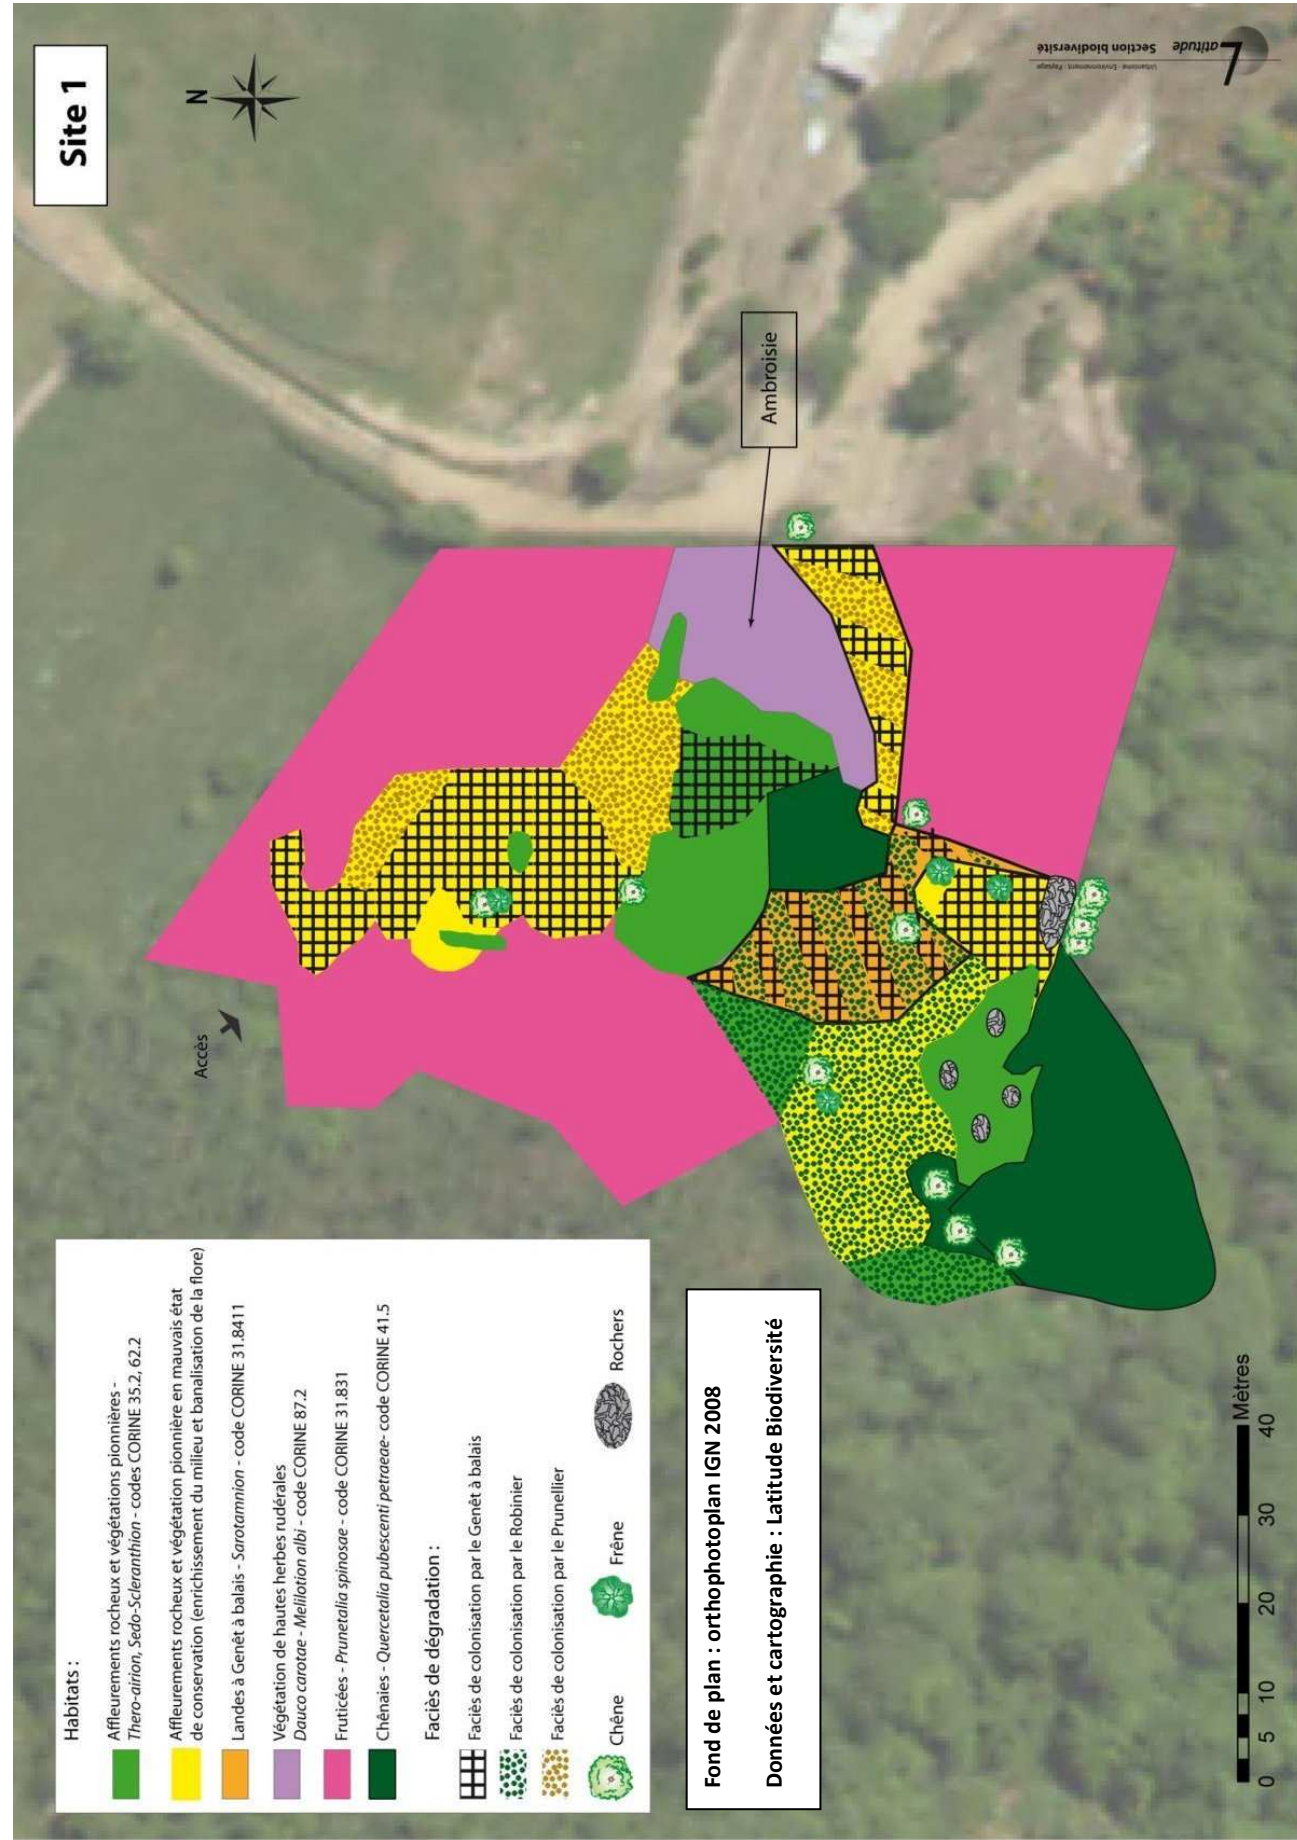 Site 1
N
Latitude Section biodiversité
Urbanisme - Environnement - Paysage
Ambroisie
Accès
Habitats :
Affleurements rocheux et végétations pionnières -
Thero-airion, Sedo-Scleranthion - codes CORINE 35.2, 62.2
Affleurements rocheux et végétation pionnière en mauvais état
de conservation (enrichissement du milieu et banalisation de la flore)
Landes à Genêt à balais - Sarotamnion - code CORINE 31.8411
Végétation de hautes herbes rudérales
Dauco carotae - Melilotion albi - code CORINE 87.2
Fruticées - Prunetalia spinosae - code CORINE 31.831
Chênaies - Quercetalia pubescenti petraeae- code CORINE 41.5
Faciès de dégradation :
Faciès de colonisation par le Genêt à balais
Faciès de colonisation par le Robinier
Faciès de colonisation par le Prunellier
Chêne
Frêne
Rochers
Fond de plan : orthophotoplan IGN 2008
Données et cartographie : Latitude Biodiversité
0 5 10 20 30 40
Mètres